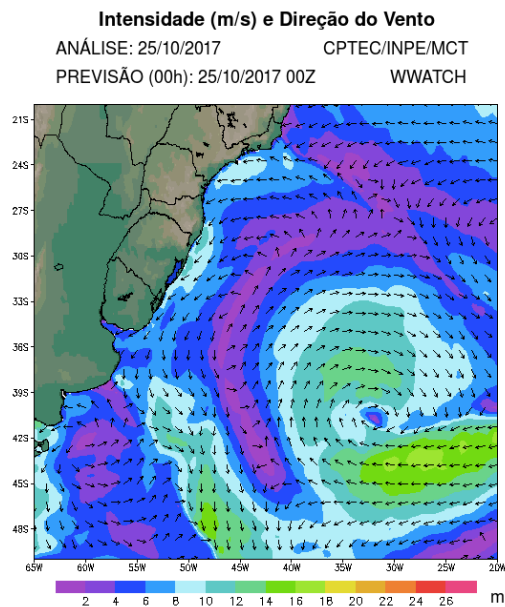 Intensidade (m/s) e Direção do Vento
ANÁLISE: 25/10/2017 CPTEC/INPE/MCT
PREVISÃO (00h): 25/10/2017 00Z WWATCH
21S
24S
27S
30S
33S
36S
39S
42S
45S
48S
65W 60W 55W 50W 45W 40W 35W 30W 25W 20W
2 4 6 8 10 12 14 16 18 20 22 24 26 m